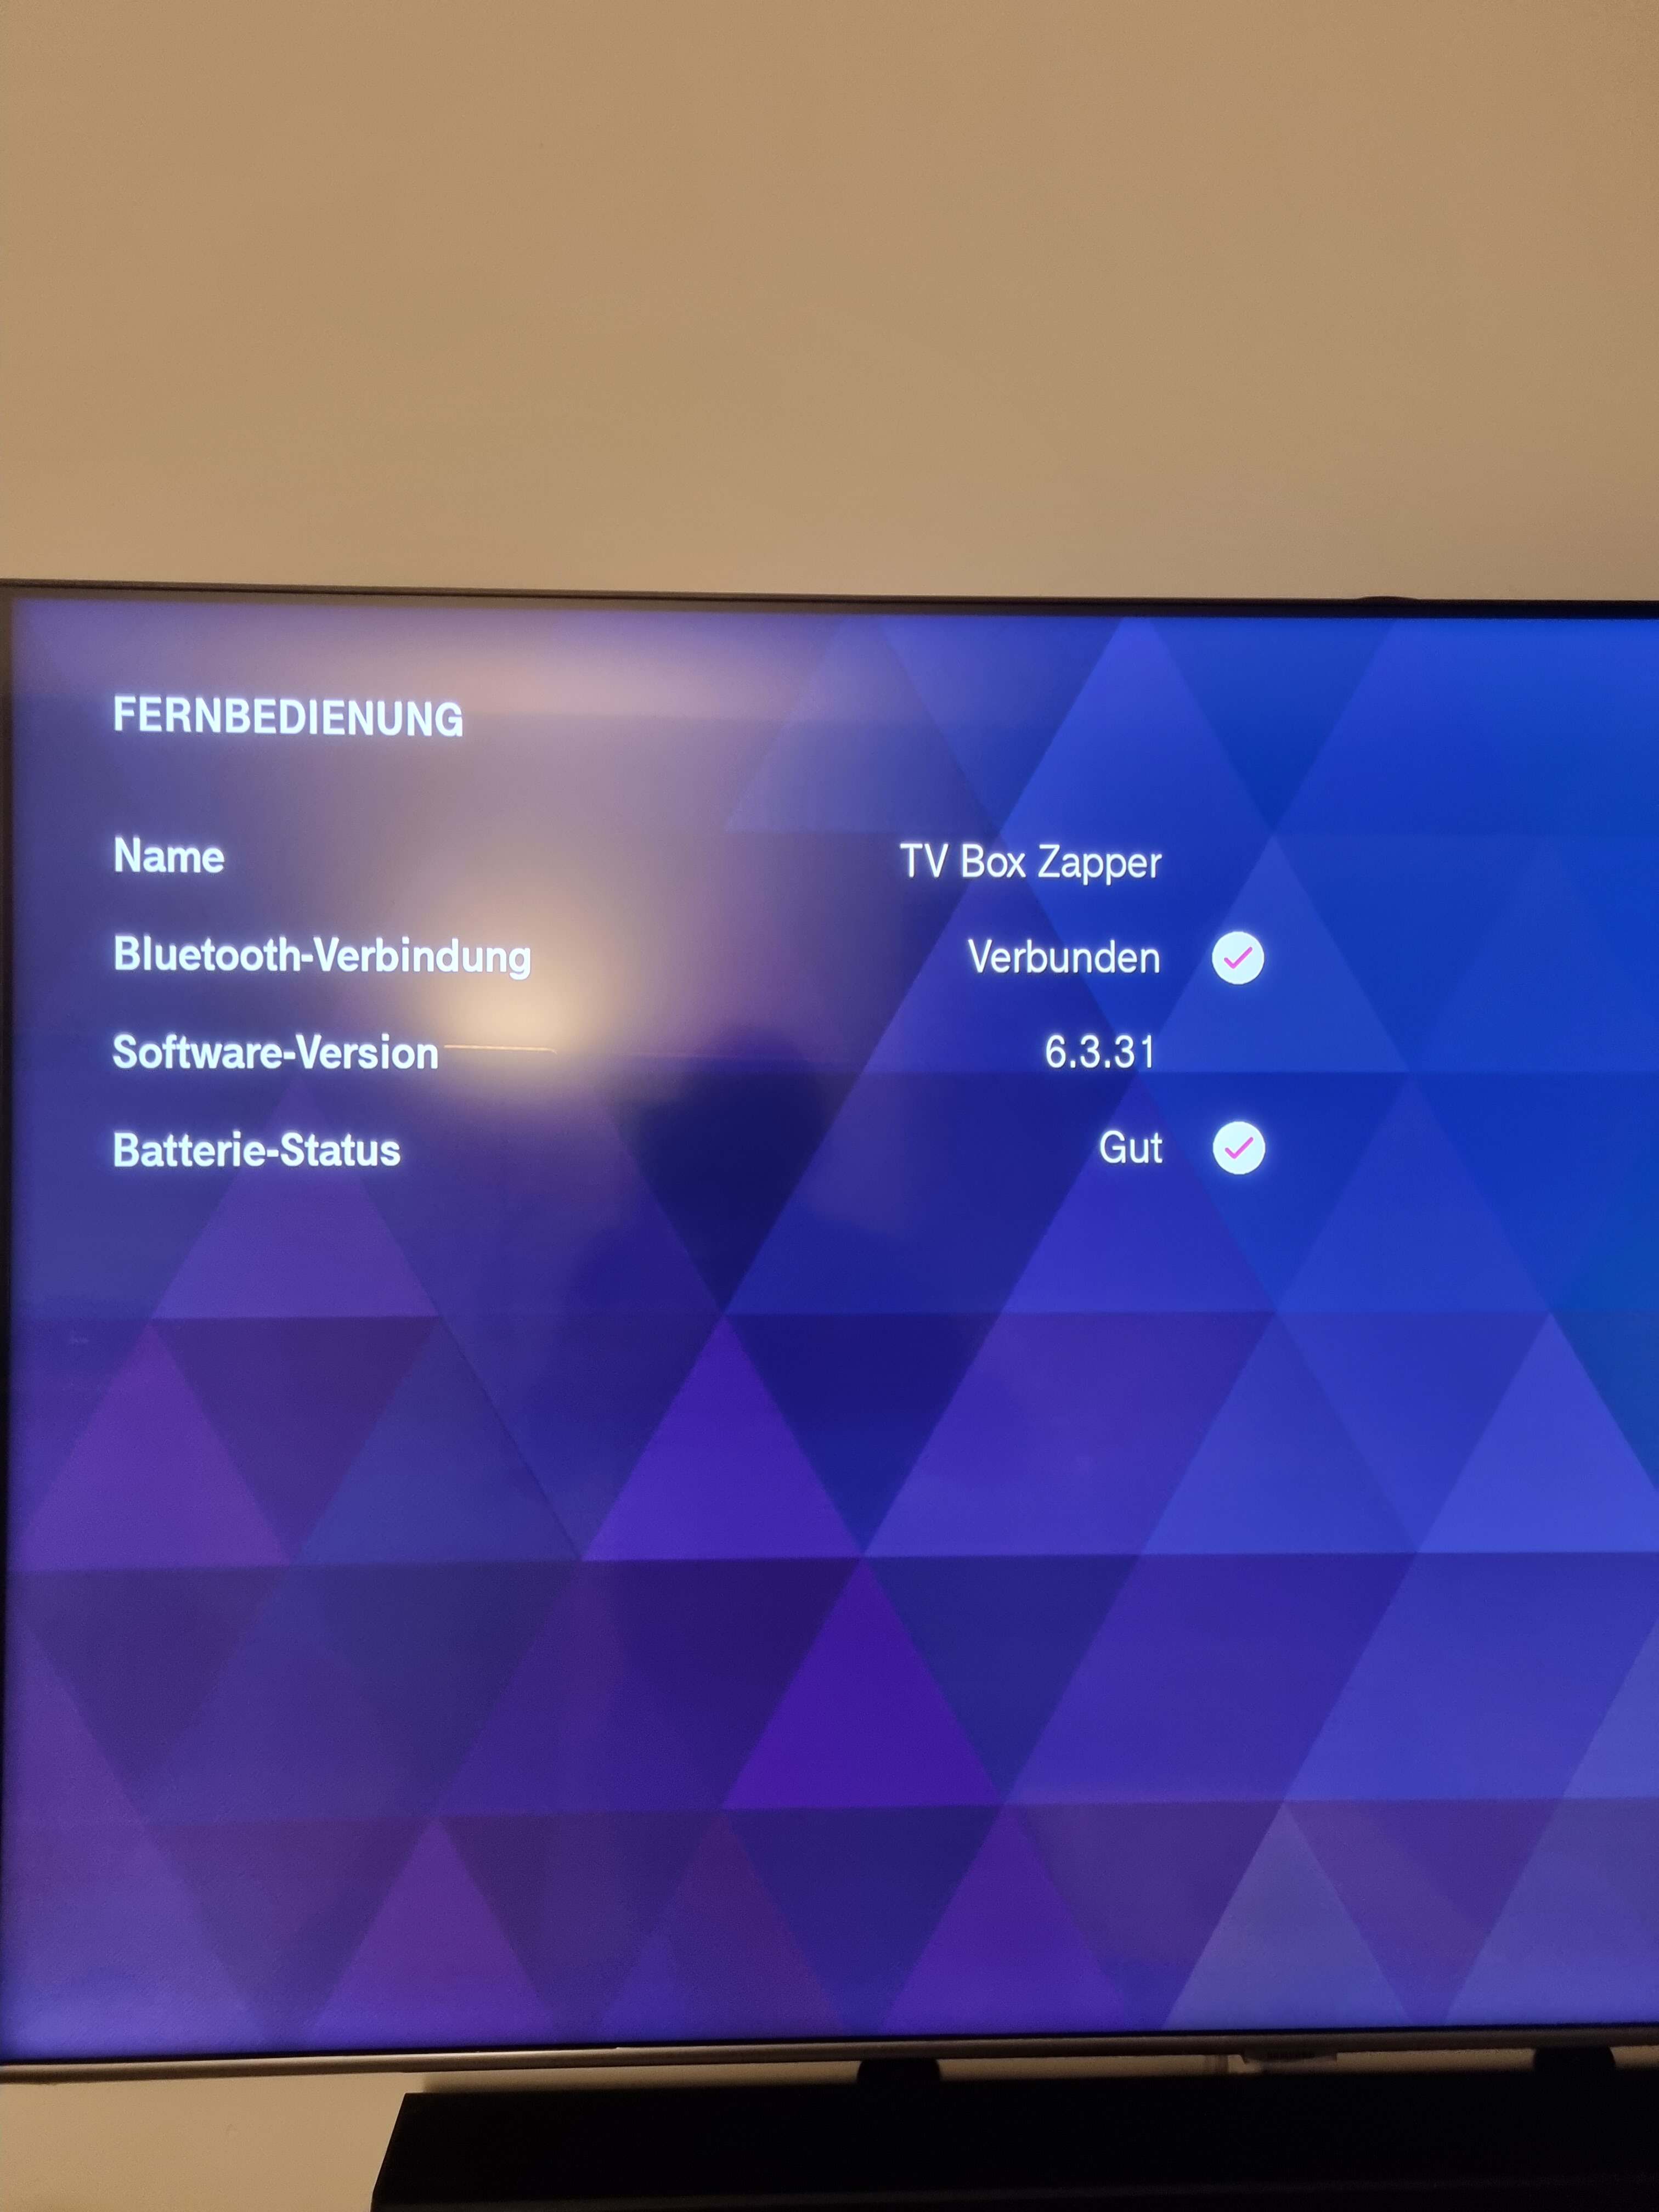 FERNBEDIENUNG
Name TV Box Zapper
Bluetooth-Verbindung Verbunden
Software-Version 6.3.31
Batterie-Status Gut